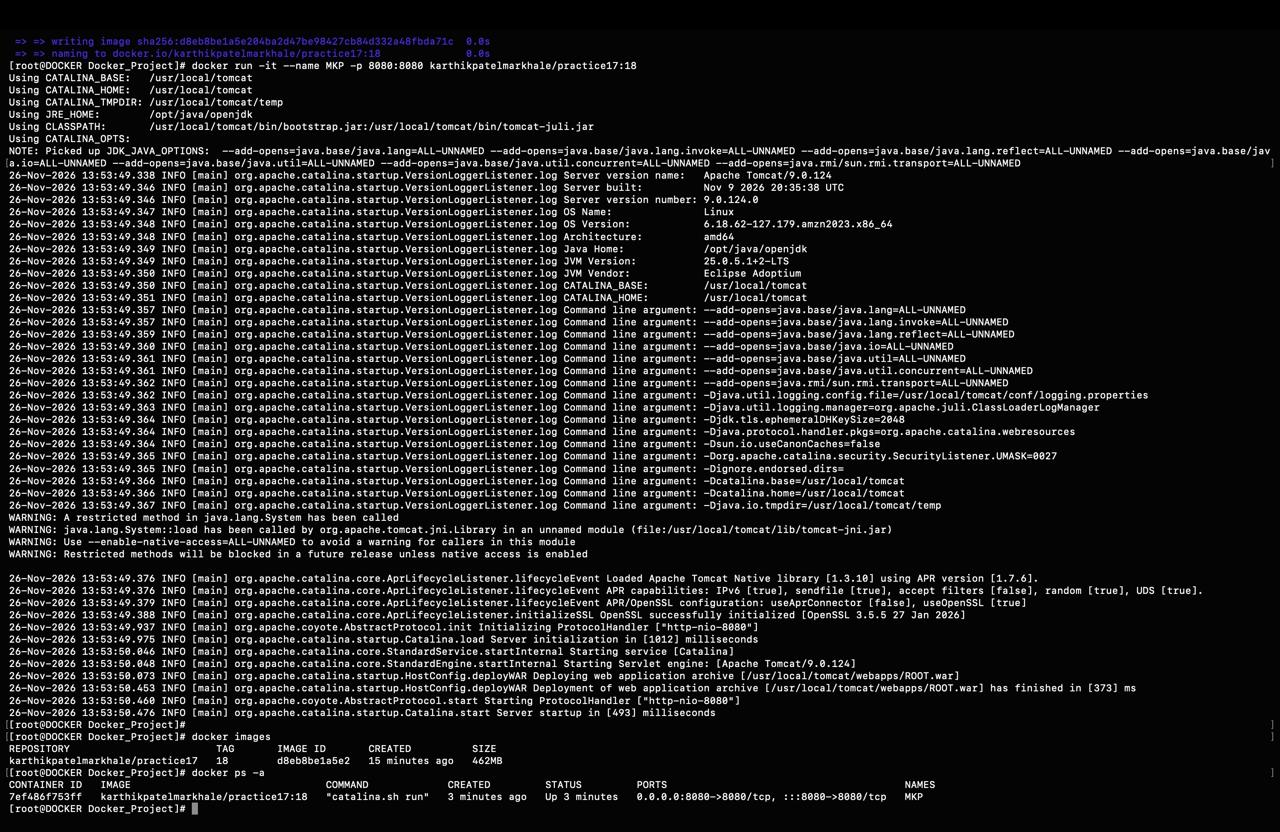 => => writing image sha256:d8eb8be1a5e204ba2d47be98427cb84d332a48fbda71c  0.0s
=> => naming to docker.io/karthikpatelmarkhale/practice17:18  0.0s
[root@DOCKER Docker_Project]# docker run -it --name MKP -p 8080:8080 karthikpatelmarkhale/practice17:18
Using CATALINA_BASE:   /usr/local/tomcat
Using CATALINA_HOME:   /usr/local/tomcat
Using CATALINA_TMPDIR: /usr/local/tomcat/temp
Using JRE_HOME:        /opt/java/openjdk
Using CLASSPATH:       /usr/local/tomcat/bin/bootstrap.jar:/usr/local/tomcat/bin/tomcat-juli.jar
Using CATALINA_OPTS:
NOTE: Picked up JDK_JAVA_OPTIONS:  --add-opens=java.base/java.lang=ALL-UNNAMED --add-opens=java.base/java.lang.invoke=ALL-UNNAMED --add-opens=java.base/java.lang.reflect=ALL-UNNAMED --add-opens=java.base/jav
[a.io=ALL-UNNAMED --add-opens=java.base/java.util=ALL-UNNAMED --add-opens=java.base/java.util.concurrent=ALL-UNNAMED --add-opens=java.rmi/sun.rmi.transport=ALL-UNNAMED ]
26-Nov-2026 13:53:49.338 INFO [main] org.apache.catalina.startup.VersionLoggerListener.log Server version name:   Apache Tomcat/9.0.124
26-Nov-2026 13:53:49.346 INFO [main] org.apache.catalina.startup.VersionLoggerListener.log Server built:          Nov 9 2026 20:35:38 UTC
26-Nov-2026 13:53:49.346 INFO [main] org.apache.catalina.startup.VersionLoggerListener.log Server version number: 9.0.124.0
26-Nov-2026 13:53:49.347 INFO [main] org.apache.catalina.startup.VersionLoggerListener.log OS Name:               Linux
26-Nov-2026 13:53:49.348 INFO [main] org.apache.catalina.startup.VersionLoggerListener.log OS Version:            6.18.62-127.179.amzn2023.x86_64
26-Nov-2026 13:53:49.348 INFO [main] org.apache.catalina.startup.VersionLoggerListener.log Architecture:          amd64
26-Nov-2026 13:53:49.349 INFO [main] org.apache.catalina.startup.VersionLoggerListener.log Java Home:             /opt/java/openjdk
26-Nov-2026 13:53:49.349 INFO [main] org.apache.catalina.startup.VersionLoggerListener.log JVM Version:           25.0.5.1+2-LTS
26-Nov-2026 13:53:49.350 INFO [main] org.apache.catalina.startup.VersionLoggerListener.log JVM Vendor:            Eclipse Adoptium
26-Nov-2026 13:53:49.350 INFO [main] org.apache.catalina.startup.VersionLoggerListener.log CATALINA_BASE:         /usr/local/tomcat
26-Nov-2026 13:53:49.351 INFO [main] org.apache.catalina.startup.VersionLoggerListener.log CATALINA_HOME:         /usr/local/tomcat
26-Nov-2026 13:53:49.357 INFO [main] org.apache.catalina.startup.VersionLoggerListener.log Command line argument: --add-opens=java.base/java.lang=ALL-UNNAMED
26-Nov-2026 13:53:49.357 INFO [main] org.apache.catalina.startup.VersionLoggerListener.log Command line argument: --add-opens=java.base/java.lang.invoke=ALL-UNNAMED
26-Nov-2026 13:53:49.359 INFO [main] org.apache.catalina.startup.VersionLoggerListener.log Command line argument: --add-opens=java.base/java.lang.reflect=ALL-UNNAMED
26-Nov-2026 13:53:49.360 INFO [main] org.apache.catalina.startup.VersionLoggerListener.log Command line argument: --add-opens=java.base/java.io=ALL-UNNAMED
26-Nov-2026 13:53:49.361 INFO [main] org.apache.catalina.startup.VersionLoggerListener.log Command line argument: --add-opens=java.base/java.util=ALL-UNNAMED
26-Nov-2026 13:53:49.361 INFO [main] org.apache.catalina.startup.VersionLoggerListener.log Command line argument: --add-opens=java.base/java.util.concurrent=ALL-UNNAMED
26-Nov-2026 13:53:49.362 INFO [main] org.apache.catalina.startup.VersionLoggerListener.log Command line argument: --add-opens=java.rmi/sun.rmi.transport=ALL-UNNAMED
26-Nov-2026 13:53:49.362 INFO [main] org.apache.catalina.startup.VersionLoggerListener.log Command line argument: -Djava.util.logging.config.file=/usr/local/tomcat/conf/logging.properties
26-Nov-2026 13:53:49.363 INFO [main] org.apache.catalina.startup.VersionLoggerListener.log Command line argument: -Djava.util.logging.manager=org.apache.juli.ClassLoaderLogManager
26-Nov-2026 13:53:49.364 INFO [main] org.apache.catalina.startup.VersionLoggerListener.log Command line argument: -Djdk.tls.ephemeralDHKeySize=2048
26-Nov-2026 13:53:49.364 INFO [main] org.apache.catalina.startup.VersionLoggerListener.log Command line argument: -Djava.protocol.handler.pkgs=org.apache.catalina.webresources
26-Nov-2026 13:53:49.364 INFO [main] org.apache.catalina.startup.VersionLoggerListener.log Command line argument: -Dsun.io.useCanonCaches=false
26-Nov-2026 13:53:49.365 INFO [main] org.apache.catalina.startup.VersionLoggerListener.log Command line argument: -Dorg.apache.catalina.security.SecurityListener.UMASK=0027
26-Nov-2026 13:53:49.365 INFO [main] org.apache.catalina.startup.VersionLoggerListener.log Command line argument: -Dignore.endorsed.dirs=
26-Nov-2026 13:53:49.366 INFO [main] org.apache.catalina.startup.VersionLoggerListener.log Command line argument: -Dcatalina.base=/usr/local/tomcat
26-Nov-2026 13:53:49.366 INFO [main] org.apache.catalina.startup.VersionLoggerListener.log Command line argument: -Dcatalina.home=/usr/local/tomcat
26-Nov-2026 13:53:49.367 INFO [main] org.apache.catalina.startup.VersionLoggerListener.log Command line argument: -Djava.io.tmpdir=/usr/local/tomcat/temp
WARNING: A restricted method in java.lang.System has been called
WARNING: java.lang.System::load has been called by org.apache.tomcat.jni.Library in an unnamed module (file:/usr/local/tomcat/lib/tomcat-jni.jar)
WARNING: Use --enable-native-access=ALL-UNNAMED to avoid a warning for callers in this module
WARNING: Restricted methods will be blocked in a future release unless native access is enabled
26-Nov-2026 13:53:49.376 INFO [main] org.apache.catalina.core.AprLifecycleListener.lifecycleEvent Loaded Apache Tomcat Native library [1.3.10] using APR version [1.7.6].
26-Nov-2026 13:53:49.376 INFO [main] org.apache.catalina.core.AprLifecycleListener.lifecycleEvent APR capabilities: IPv6 [true], sendfile [true], accept filters [false], random [true], UDS [true].
26-Nov-2026 13:53:49.379 INFO [main] org.apache.catalina.core.AprLifecycleListener.lifecycleEvent APR/OpenSSL configuration: useAprConnector [false], useOpenSSL [true]
26-Nov-2026 13:53:49.388 INFO [main] org.apache.catalina.core.AprLifecycleListener.initializeSSL OpenSSL successfully initialized [OpenSSL 3.5.5 27 Jan 2026]
26-Nov-2026 13:53:49.937 INFO [main] org.apache.coyote.AbstractProtocol.init Initializing ProtocolHandler ["http-nio-8080"]
26-Nov-2026 13:53:49.975 INFO [main] org.apache.catalina.startup.Catalina.load Server initialization in [1012] milliseconds
26-Nov-2026 13:53:50.046 INFO [main] org.apache.catalina.core.StandardService.startInternal Starting service [Catalina]
26-Nov-2026 13:53:50.048 INFO [main] org.apache.catalina.core.StandardEngine.startInternal Starting Servlet engine: [Apache Tomcat/9.0.124]
26-Nov-2026 13:53:50.073 INFO [main] org.apache.catalina.startup.HostConfig.deployWAR Deploying web application archive [/usr/local/tomcat/webapps/ROOT.war]
26-Nov-2026 13:53:50.453 INFO [main] org.apache.catalina.startup.HostConfig.deployWAR Deployment of web application archive [/usr/local/tomcat/webapps/ROOT.war] has finished in [373] ms
26-Nov-2026 13:53:50.460 INFO [main] org.apache.coyote.AbstractProtocol.start Starting ProtocolHandler ["http-nio-8080"]
26-Nov-2026 13:53:50.476 INFO [main] org.apache.catalina.startup.Catalina.start Server startup in [493] milliseconds
[[root@DOCKER Docker_Project]# ]
[[root@DOCKER Docker_Project]# docker images ]
REPOSITORY                        TAG       IMAGE ID       CREATED          SIZE
karthikpatelmarkhale/practice17   18        d8eb8be1a5e2   15 minutes ago   462MB
[[root@DOCKER Docker_Project]# docker ps -a ]
CONTAINER ID   IMAGE                                COMMAND             CREATED         STATUS         PORTS                                       NAMES
7ef486f753ff   karthikpatelmarkhale/practice17:18   "catalina.sh run"   3 minutes ago   Up 3 minutes   0.0.0.0:8080->8080/tcp, :::8080->8080/tcp   MKP
[root@DOCKER Docker_Project]#